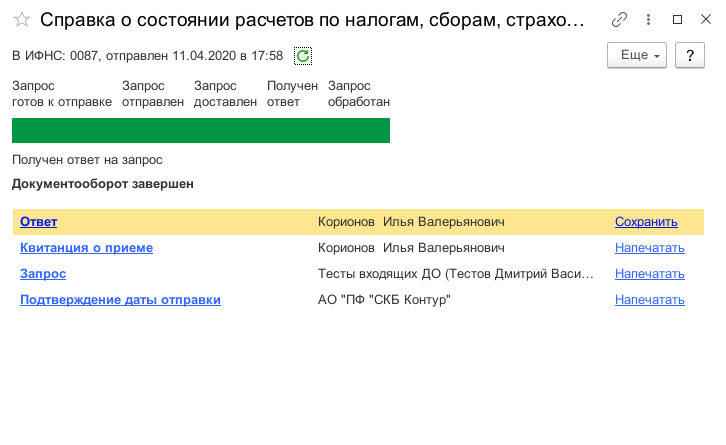 Справка о состоянии расчетов по налогам, сборам, страхо...
В ИФНС: 0087, отправлен 11.04.2020 в 17:58 Еще ?
Запрос Запрос Запрос Получен Запрос
готов к отправке отправлен доставлен ответ обработан
Получен ответ на запрос
Документооборот завершен
Ответ Корионов Илья Валерьянович Сохранить
Квитанция о приеме Корионов Илья Валерьянович Напечатать
Запрос Тесты входящих ДО (Тестов Дмитрий Васи... Напечатать
Подтверждение даты отправки АО "ПФ "СКБ Контур" Напечатать